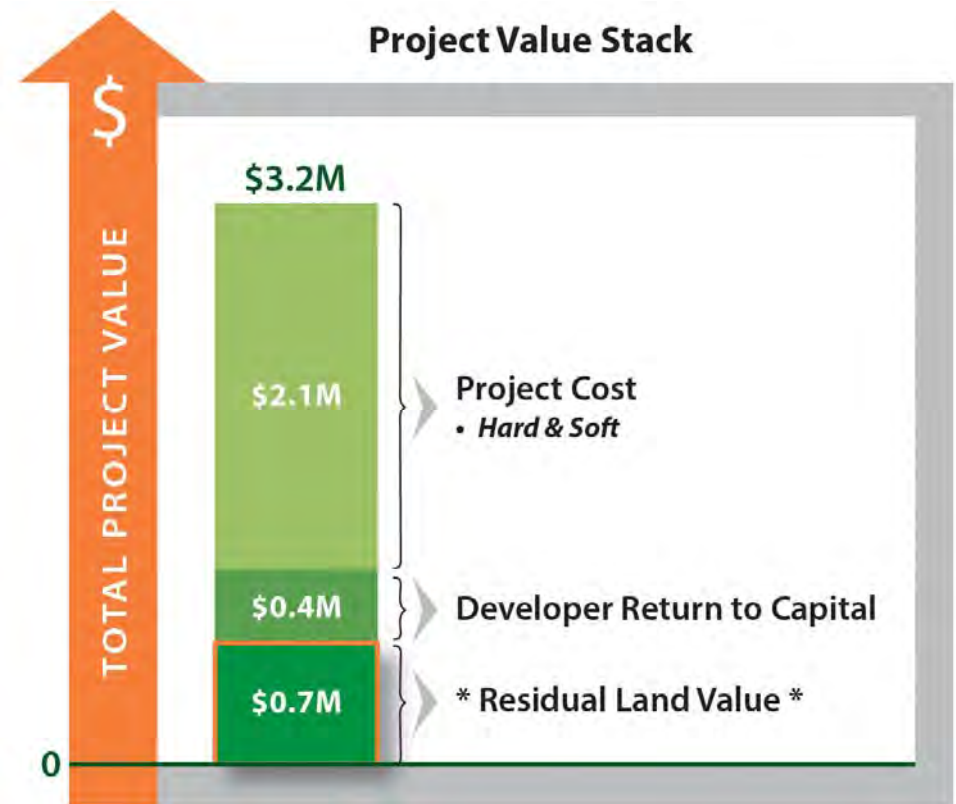 Project Value Stack
$
TOTAL PROJECT VALUE
$3.2M
$2.1M
Project Cost
• Hard & Soft
$0.4M
Developer Return to Capital
$0.7M
* Residual Land Value *
0